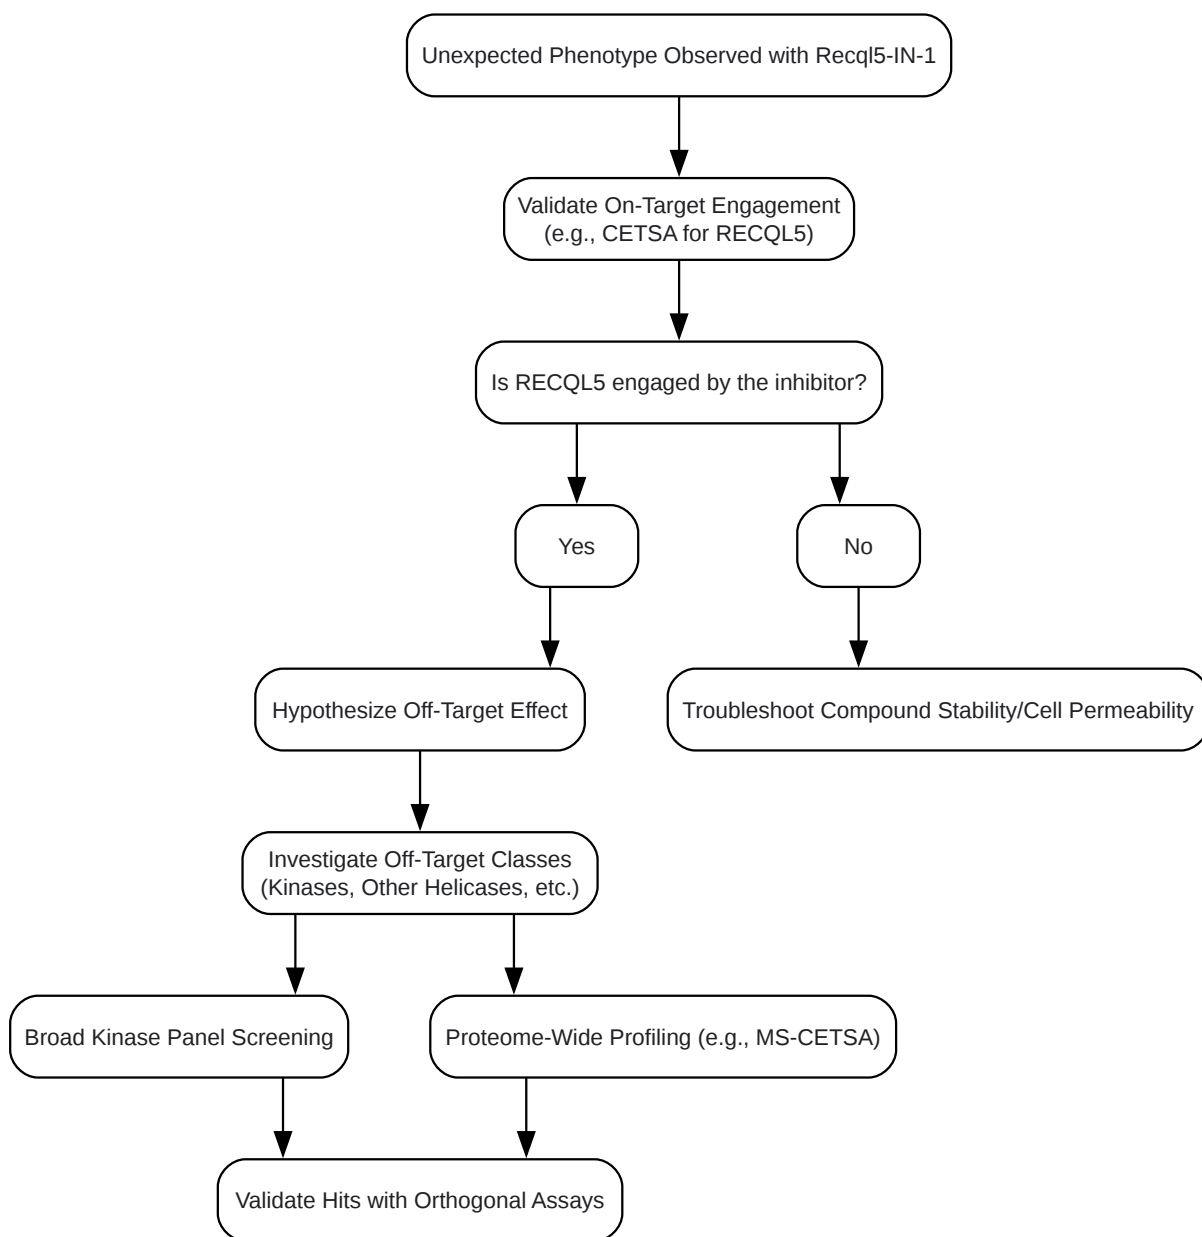 Unexpected Phenotype Observed with Recql5-IN-1
Validate On-Target Engagement
(e.g., CETSA for RECQL5)
Is RECQL5 engaged by the inhibitor?
Yes
No
Hypothesize Off-Target Effect
Troubleshoot Compound Stability/Cell Permeability
Investigate Off-Target Classes
(Kinases, Other Helicases, etc.)
Broad Kinase Panel Screening
Proteome-Wide Profiling (e.g., MS-CETSA)
Validate Hits with Orthogonal Assays